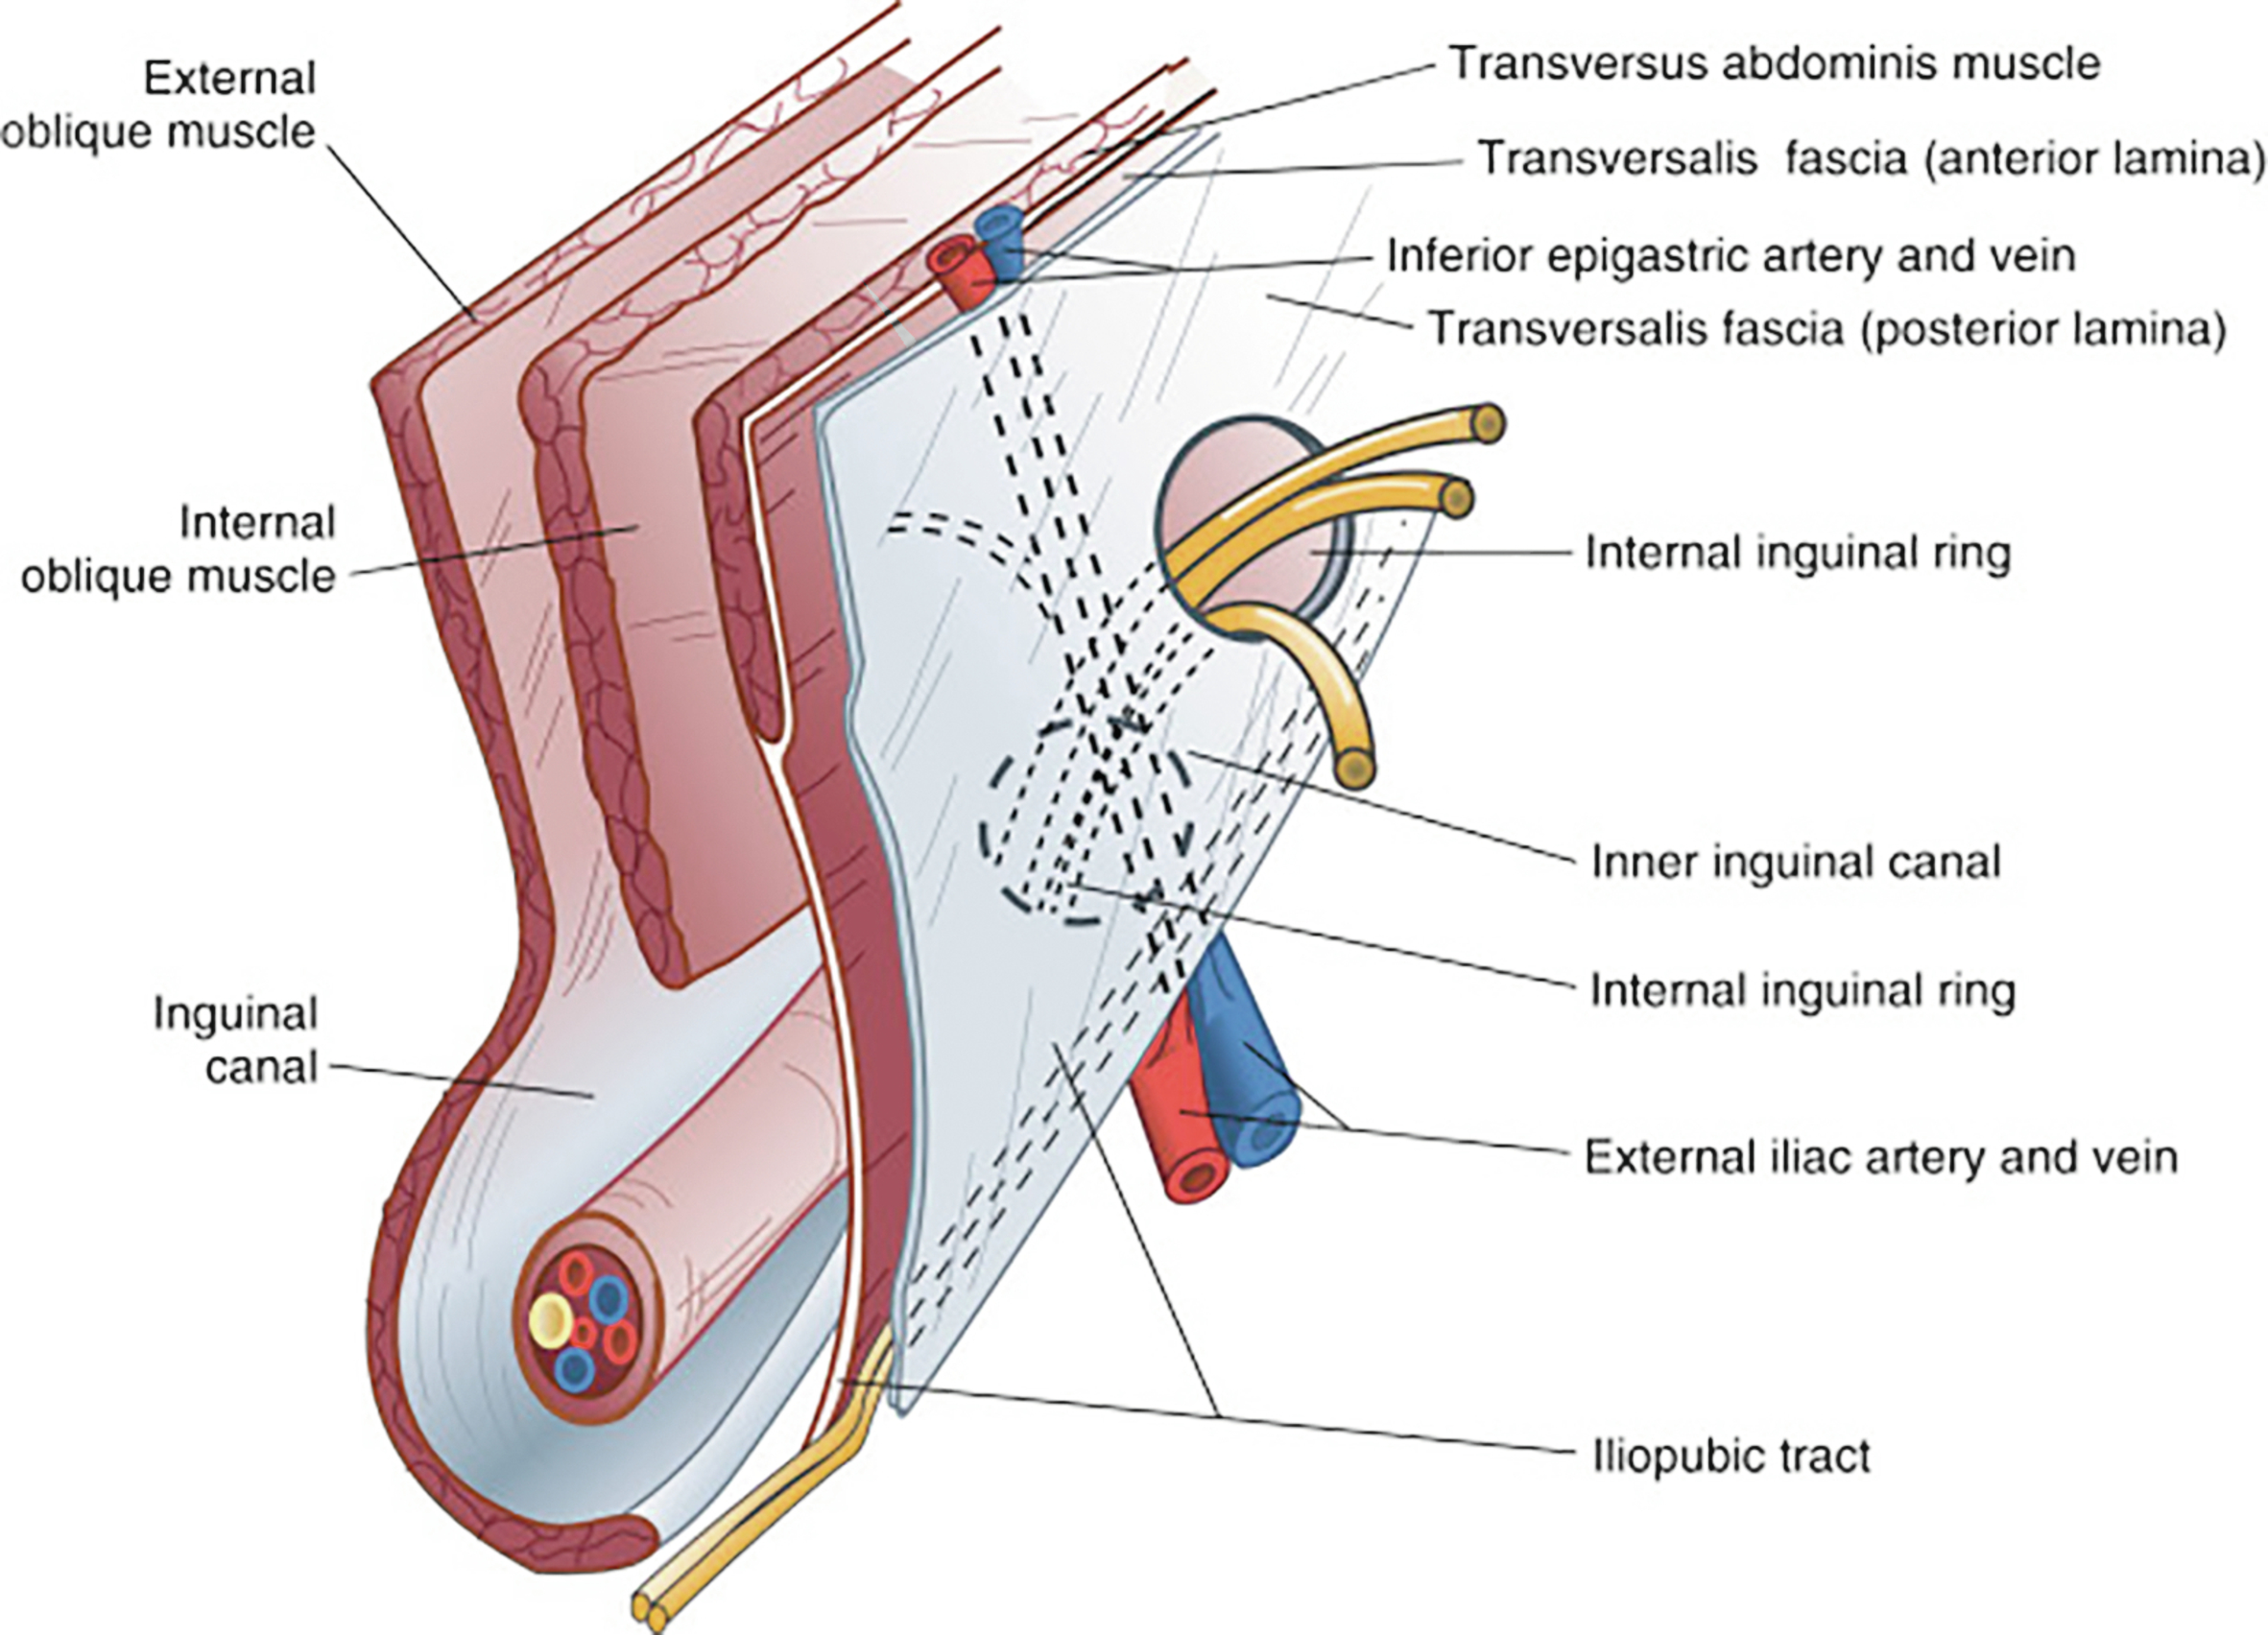 External
oblique muscle
Internal
oblique muscle
Inguinal
canal
Transversus abdominis muscle
Transversalis fascia (anterior lamina)
Inferior epigastric artery and vein
Transversalis fascia (posterior lamina)
Internal inguinal ring
Inner inguinal canal
Internal inguinal ring
External iliac artery and vein
Iliopubic tract